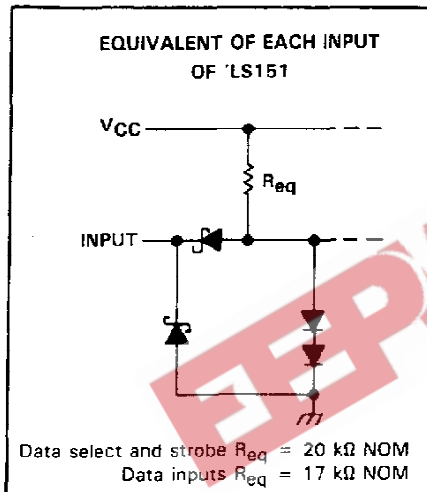 EQUIVALENT OF EACH INPUT
OF 'LS151
VCC
Req
INPUT
EEP
Data select and strobe Req = 20 kΩ NOM
Data inputs Req = 17 kΩ NOM